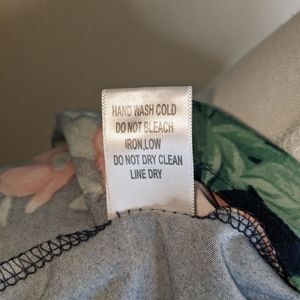 HAND WASH COLD
DO NOT BLEACH
IRON,LOW
DO NOT DRY CLEAN
LINE DRY